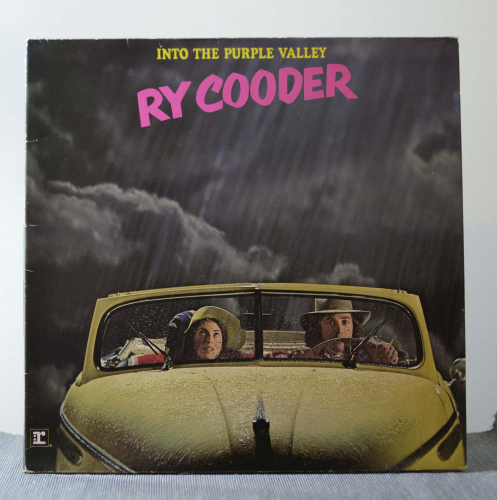 INTO THE PURPLE VALLEY
RY COODER
r